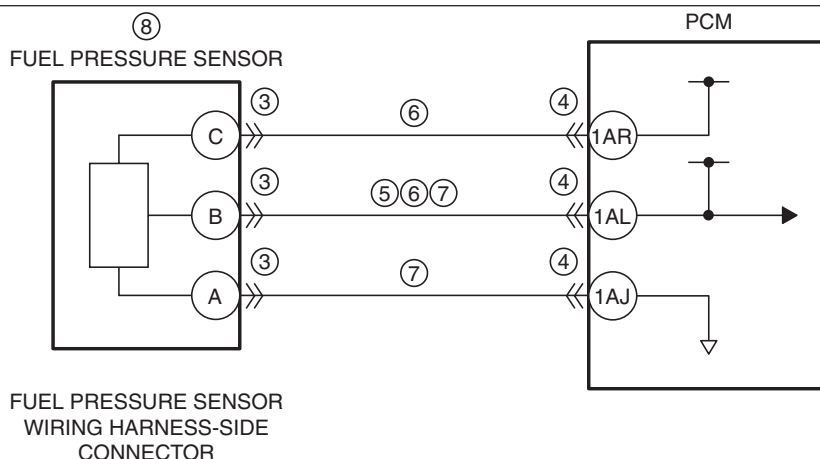 ⑧
PCM
FUEL PRESSURE SENSOR
③ ⑥ ④
C 1AR
③ ⑤⑥⑦ ④
B 1AL
③ ⑦ ④
A 1AJ
FUEL PRESSURE SENSOR
WIRING HARNESS-SIDE
CONNECTOR